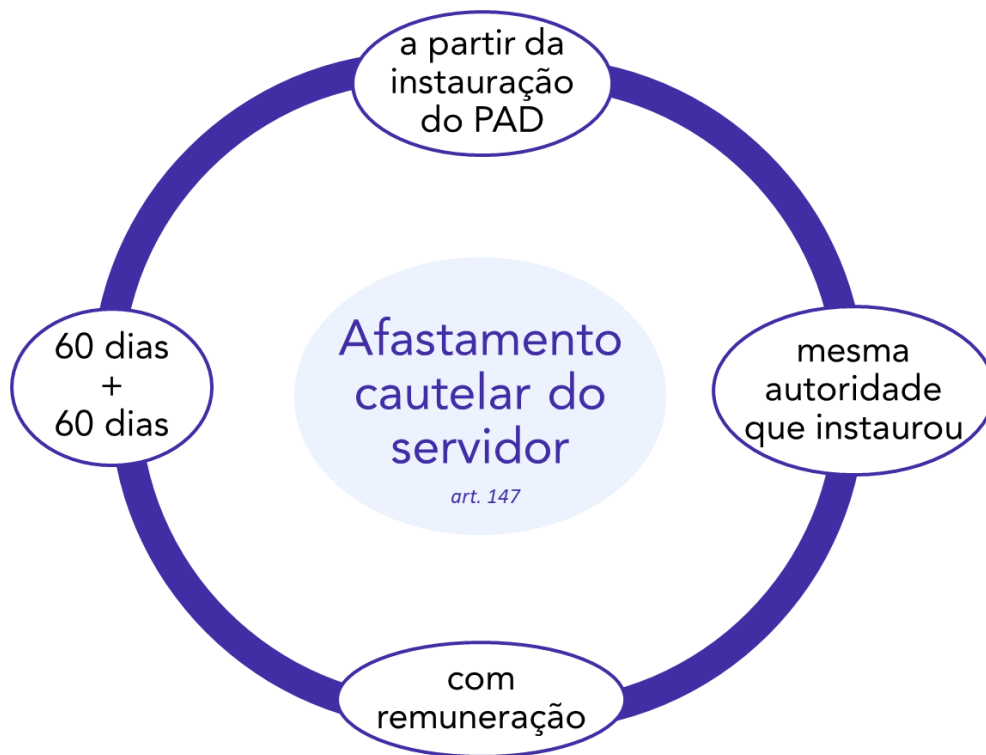 a partir da
instauração
do PAD
60 dias
+
60 dias
Afastamento
cautelar do
servidor
art. 147
mesma
autoridade
que instaurou
com
remuneração